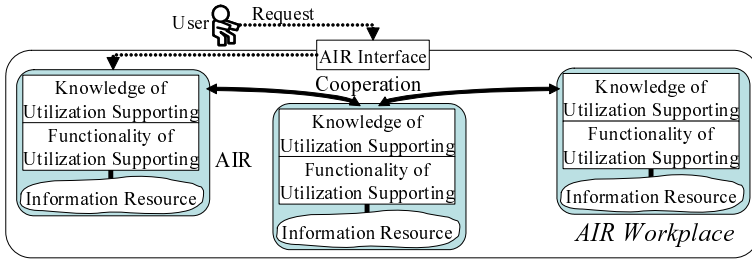 User
Request
AIR Interface
Cooperation
Knowledge of
Utilization Supporting
Functionality of
Utilization Supporting
Information Resource
AIR
Knowledge of
Utilization Supporting
Functionality of
Utilization Supporting
Information Resource
Knowledge of
Utilization Supporting
Functionality of
Utilization Supporting
Information Resource
AIR Workplace